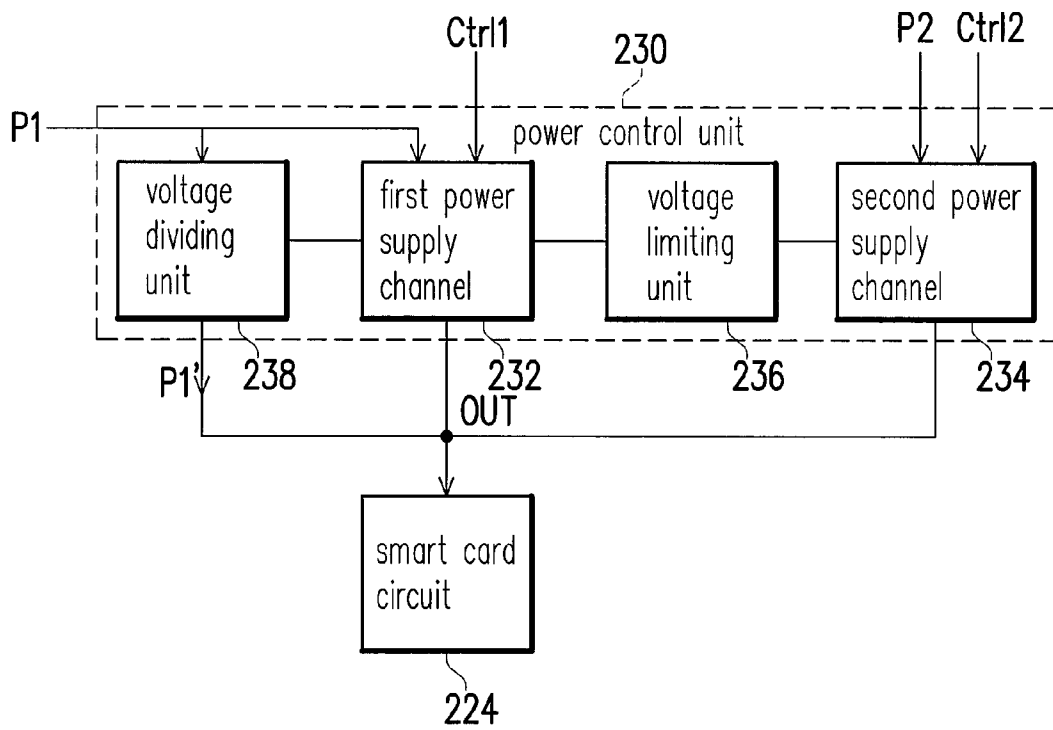 Ctrl1
230
P2 Ctrl2
P1
power control unit
voltage
dividing
unit
first power
supply
channel
voltage
limiting
unit
second power
supply
channel
P1'
238
232
236
234
OUT
smart card
circuit
224